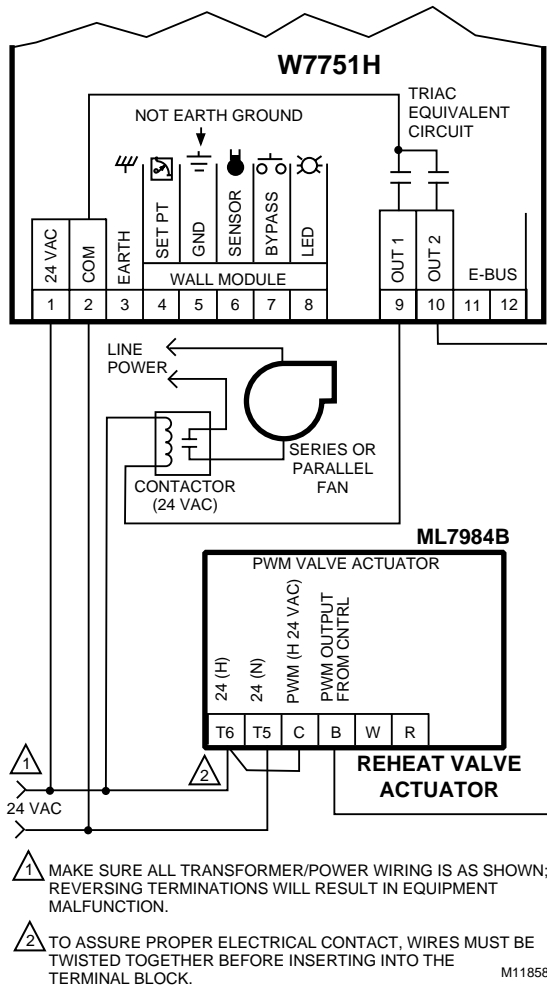 W7751H
TRIAC
EQUIVALENT
CIRCUIT
NOT EARTH GROUND
24 VAC
COM
EARTH
SET PT
GND
SENSOR
BYPASS
LED
WALL MODULE
OUT 1
OUT 2
E-BUS
1 2 3 4 5 6 7 8 9 10 11 12
LINE
POWER
SERIES OR
PARALLEL
FAN
CONTACTOR
(24 VAC)
ML7984B
PWM VALVE ACTUATOR
24 (H)
24 (N)
PWM (H 24 VAC)
PWM OUTPUT
FROM CNTRL
T6 T5 C B W R
REHEAT VALVE
ACTUATOR
1
2
24 VAC
1 MAKE SURE ALL TRANSFORMER/POWER WIRING IS AS SHOWN;
REVERSING TERMINATIONS WILL RESULT IN EQUIPMENT
MALFUNCTION.
2 TO ASSURE PROPER ELECTRICAL CONTACT, WIRES MUST BE
TWISTED TOGETHER BEFORE INSERTING INTO THE
TERMINAL BLOCK.
M11858